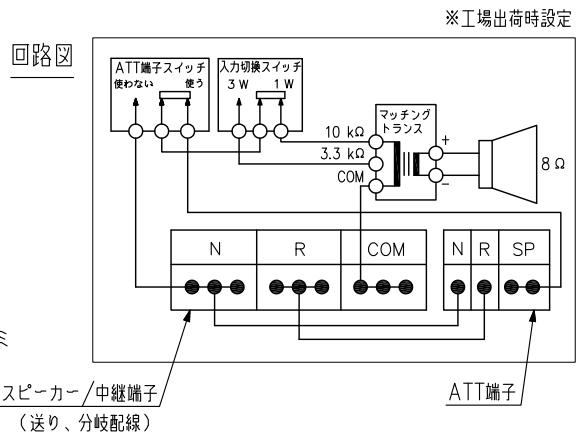 ※工場出荷時設定
回路図
ATT端子スイッチ
使わない 使う
入力切換スイッチ
3 W 1 W
マッチング
トランス
10 kΩ
3.3 kΩ
COM
+
−
8 Ω
N R COM
N R SP
スピーカー/中継端子
(送り、分岐配線)
ATT端子